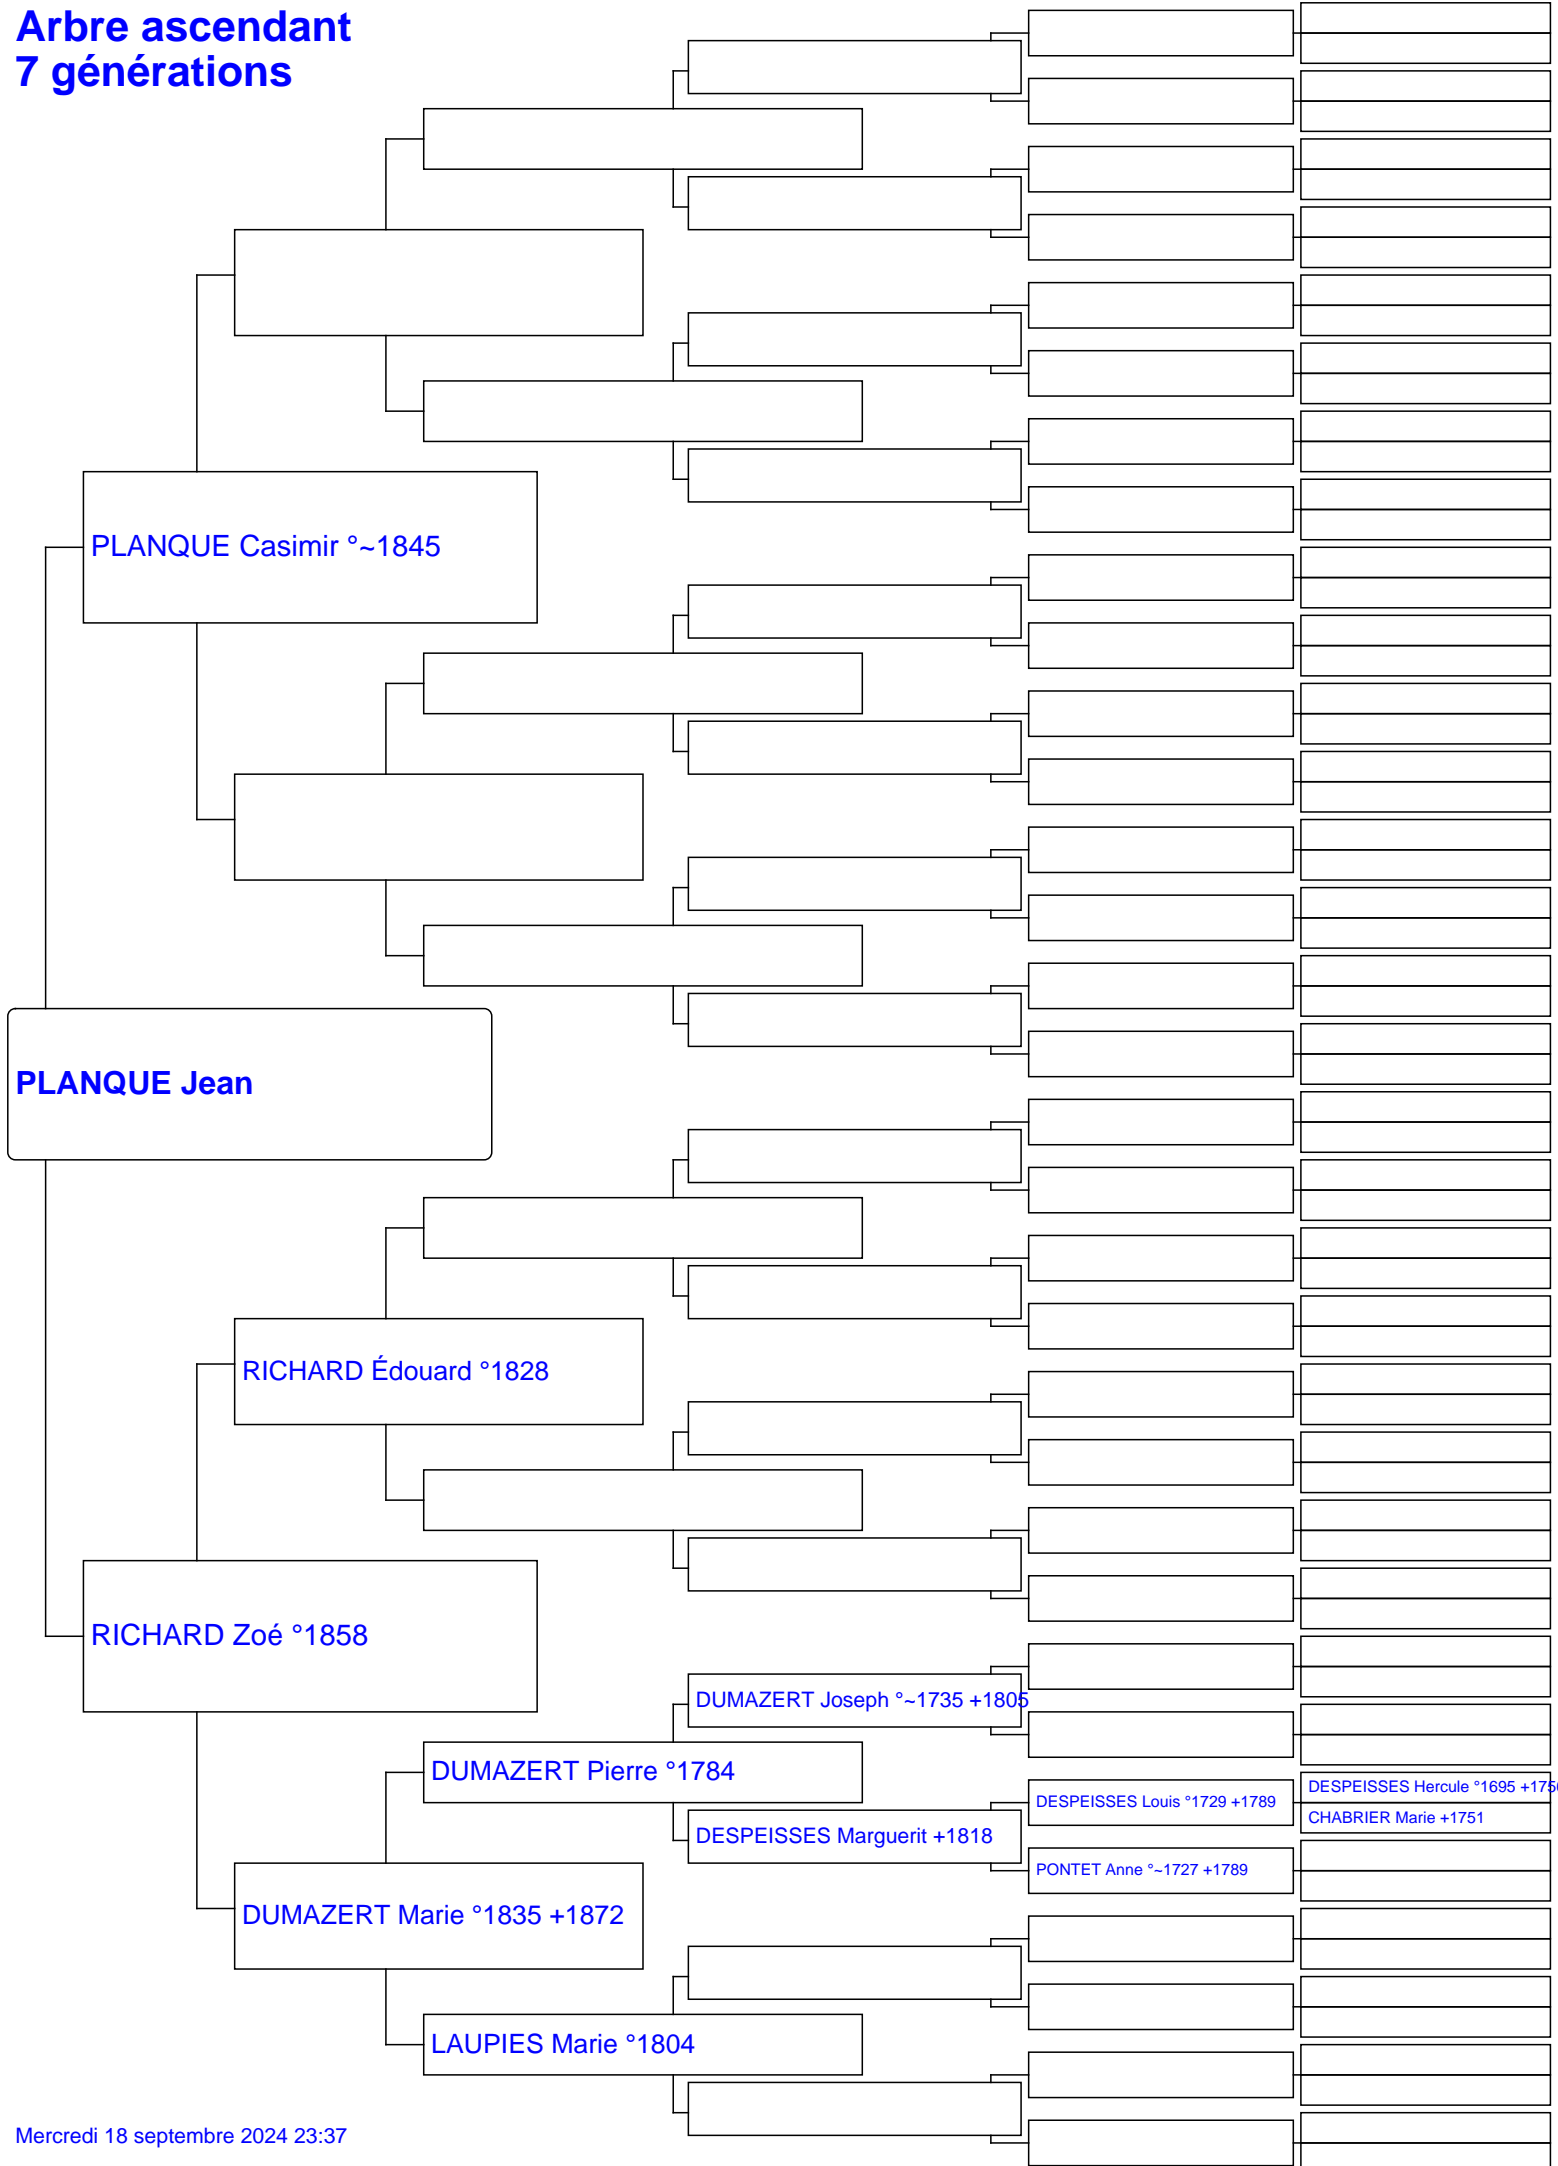 Arbre ascendant
7 générations
PLANQUE Casimir °~1845
PLANQUE Jean
RICHARD Édouard °1828
RICHARD Zoé °1858
DUMAZERT Joseph °~1735 +1805
DUMAZERT Pierre °1784
DESPEISSES Hercule °1695 +175
DESPEISSES Louis °1729 +1789
CHABRIER Marie +1751
DESPEISSES Marguerit +1818
PONTET Anne °~1727 +1789
DUMAZERT Marie °1835 +1872
LAUPIES Marie °1804
Mercredi 18 septembre 2024 23:37